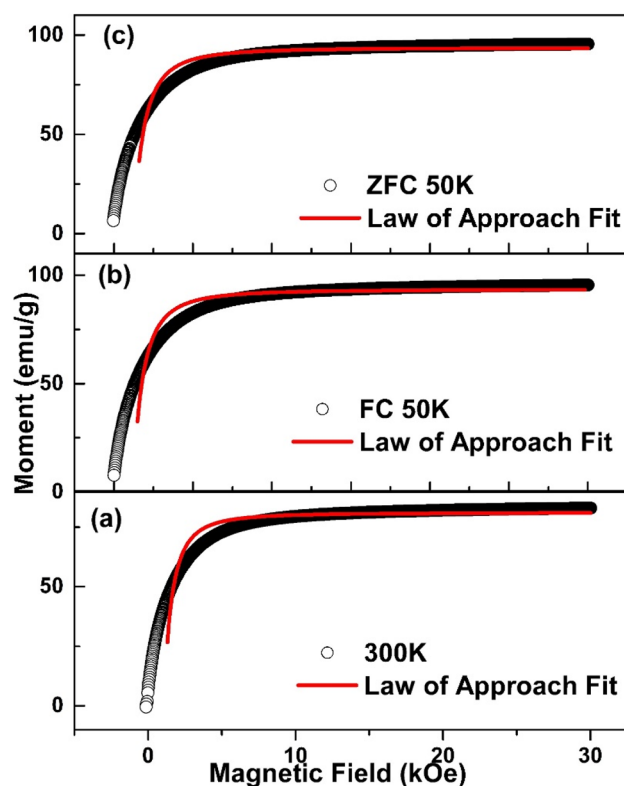 (c)
100
50
0
ZFC 50K
Law of Approach Fit
(b)
100
50
0
FC 50K
Law of Approach Fit
Moment (emu/g)
(a)
50
0
300K
Law of Approach Fit
0 10 20 30
Magnetic Field (kOe)